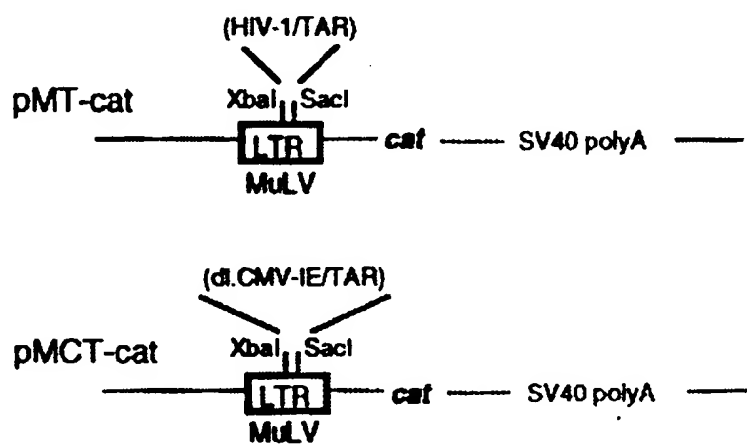 (HIV-1/TAR)
pMT-cat
XbaI SacI
LTR cat SV40 polyA
MuLV
(dl.CMV-IE/TAR)
pMCT-cat
XbaI SacI
LTR cat SV40 polyA
MuLV